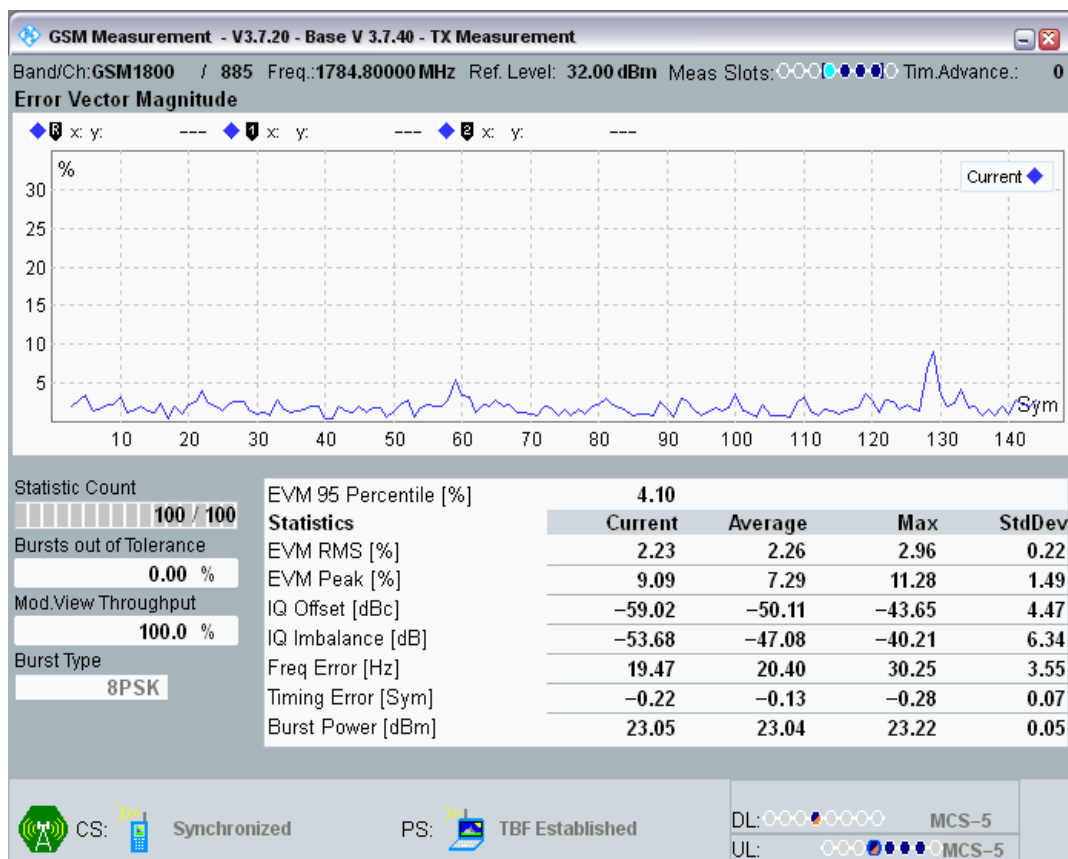 GSM Measurement - V3.7.20 - Base V 3.7.40 - TX Measurement
Band/Ch:GSM1800 / 885 Freq.:1784.80000 MHz Ref. Level: 32.00 dBm Meas Slots: Tim.Advance.: 0
Error Vector Magnitude
R x: y: --- 1 x: y: --- 2 x: y: ---
%
Current
30
25
20
15
10
5
Sym
10 20 30 40 50 60 70 80 90 100 110 120 130 140
Statistic Count
100 / 100
Bursts out of Tolerance
0.00 %
Mod.View Throughput
100.0 %
Burst Type
8PSK
EVM 95 Percentile [%] 4.10
Statistics Current Average Max StdDev
EVM RMS [%] 2.23 2.26 2.96 0.22
EVM Peak [%] 9.09 7.29 11.28 1.49
IQ Offset [dBc] −59.02 −50.11 −43.65 4.47
IQ Imbalance [dB] −53.68 −47.08 −40.21 6.34
Freq Error [Hz] 19.47 20.40 30.25 3.55
Timing Error [Sym] −0.22 −0.13 −0.28 0.07
Burst Power [dBm] 23.05 23.04 23.22 0.05
CS: Synchronized PS: TBF Established
DL: MCS−5
UL: MCS−5